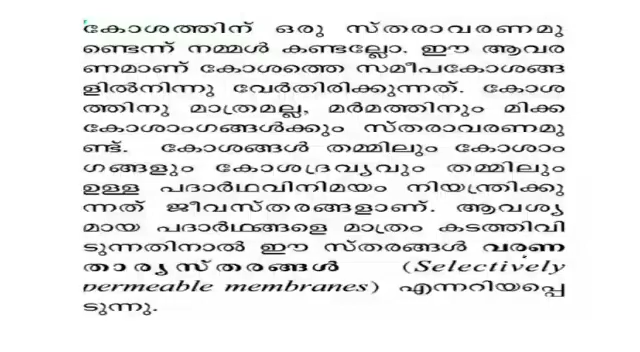 കോശത്തിന് ഒരു സ്തരാവരണമു
ണ്ടെന്ന് നമ്മൾ കണ്ടല്ലോ. ഈ ആവര
ണമാണ് കോശത്തെ സമീപകോശങ്ങ
ളിൽനിന്നു വേർതിരിക്കുന്നത്. കോശ
ത്തിനു മാത്രമല്ല, മർമത്തിനും മിക്ക
കോശാംഗങ്ങൾക്കും സ്തരാവരണമു
ണ്ട്. കോശങ്ങൾ തമ്മിലും കോശാം
ഗങ്ങളും കോശദ്രവ്യവും തമ്മിലും
ഉള്ള പദാർഥവിനിമയം നിയന്ത്രിക്കു
ന്നത് ജീവസ്തരങ്ങളാണ്. ആവശ്യ
മായ പദാർഥങ്ങളെ മാത്രം കടത്തിവി
ടുന്നതിനാൽ ഈ സ്തരങ്ങൾ വരണ
താര്യസ്തരങ്ങൾ (Selectively
permeable membranes) എന്നറിയപ്പെ
ടുന്നു.